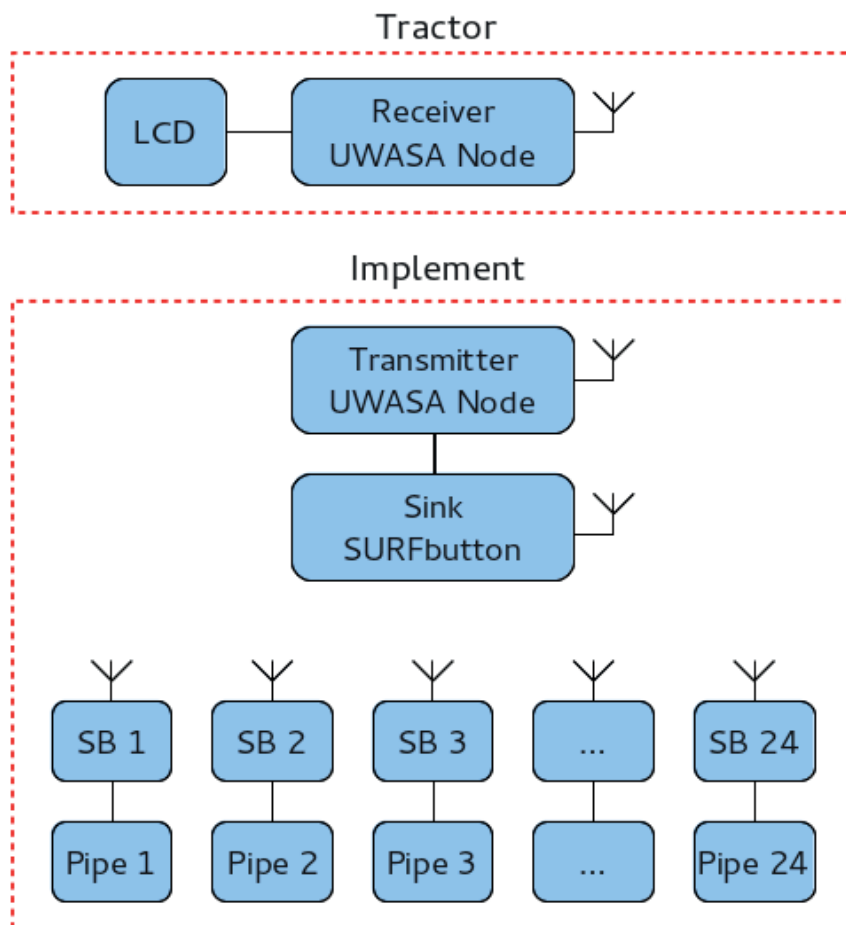 Tractor
LCD
Receiver
UWASA Node
Implement
Transmitter
UWASA Node
Sink
SURFbutton
SB 1
SB 2
SB 3
...
SB 24
Pipe 1
Pipe 2
Pipe 3
...
Pipe 24